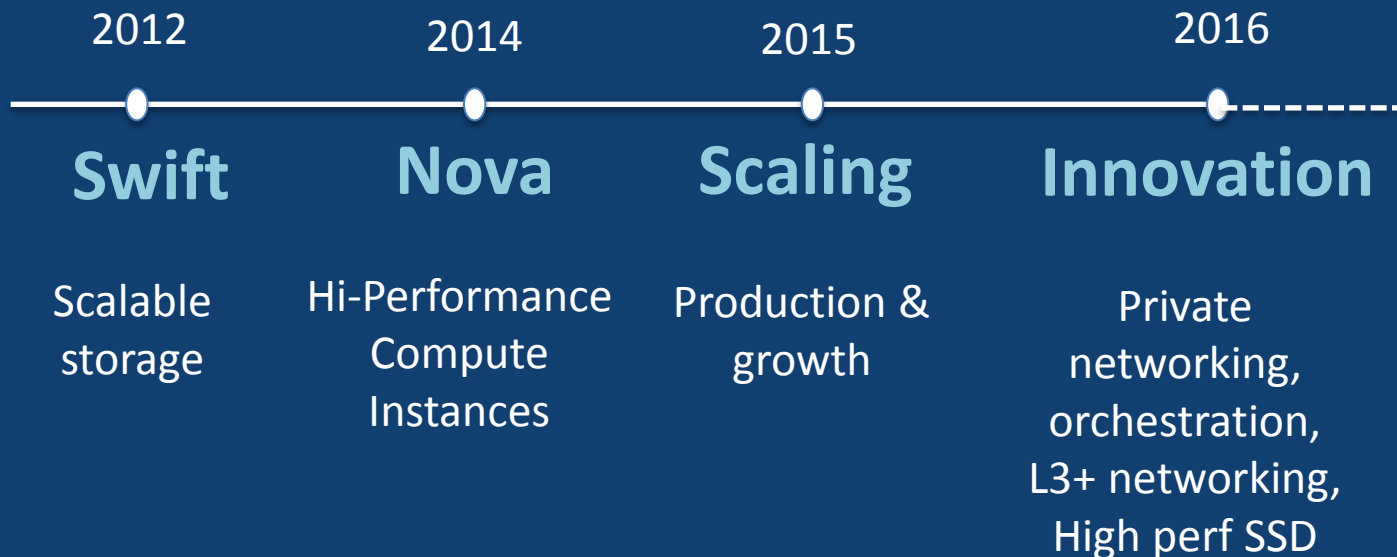 2012
2014
2015
2016
Swift
Nova
Scaling
Innovation
Scalable
storage
Hi-Performance
Compute
Instances
Production &
growth
Private
networking,
orchestration,
L3+ networking,
High perf SSD